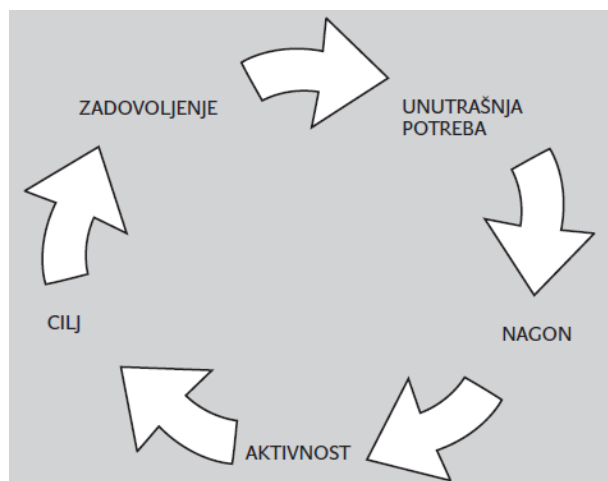 ZADOVOLJENJE
UNUTRAŠNJA
POTREBA
NAGON
AKTIVNOST
CILJ